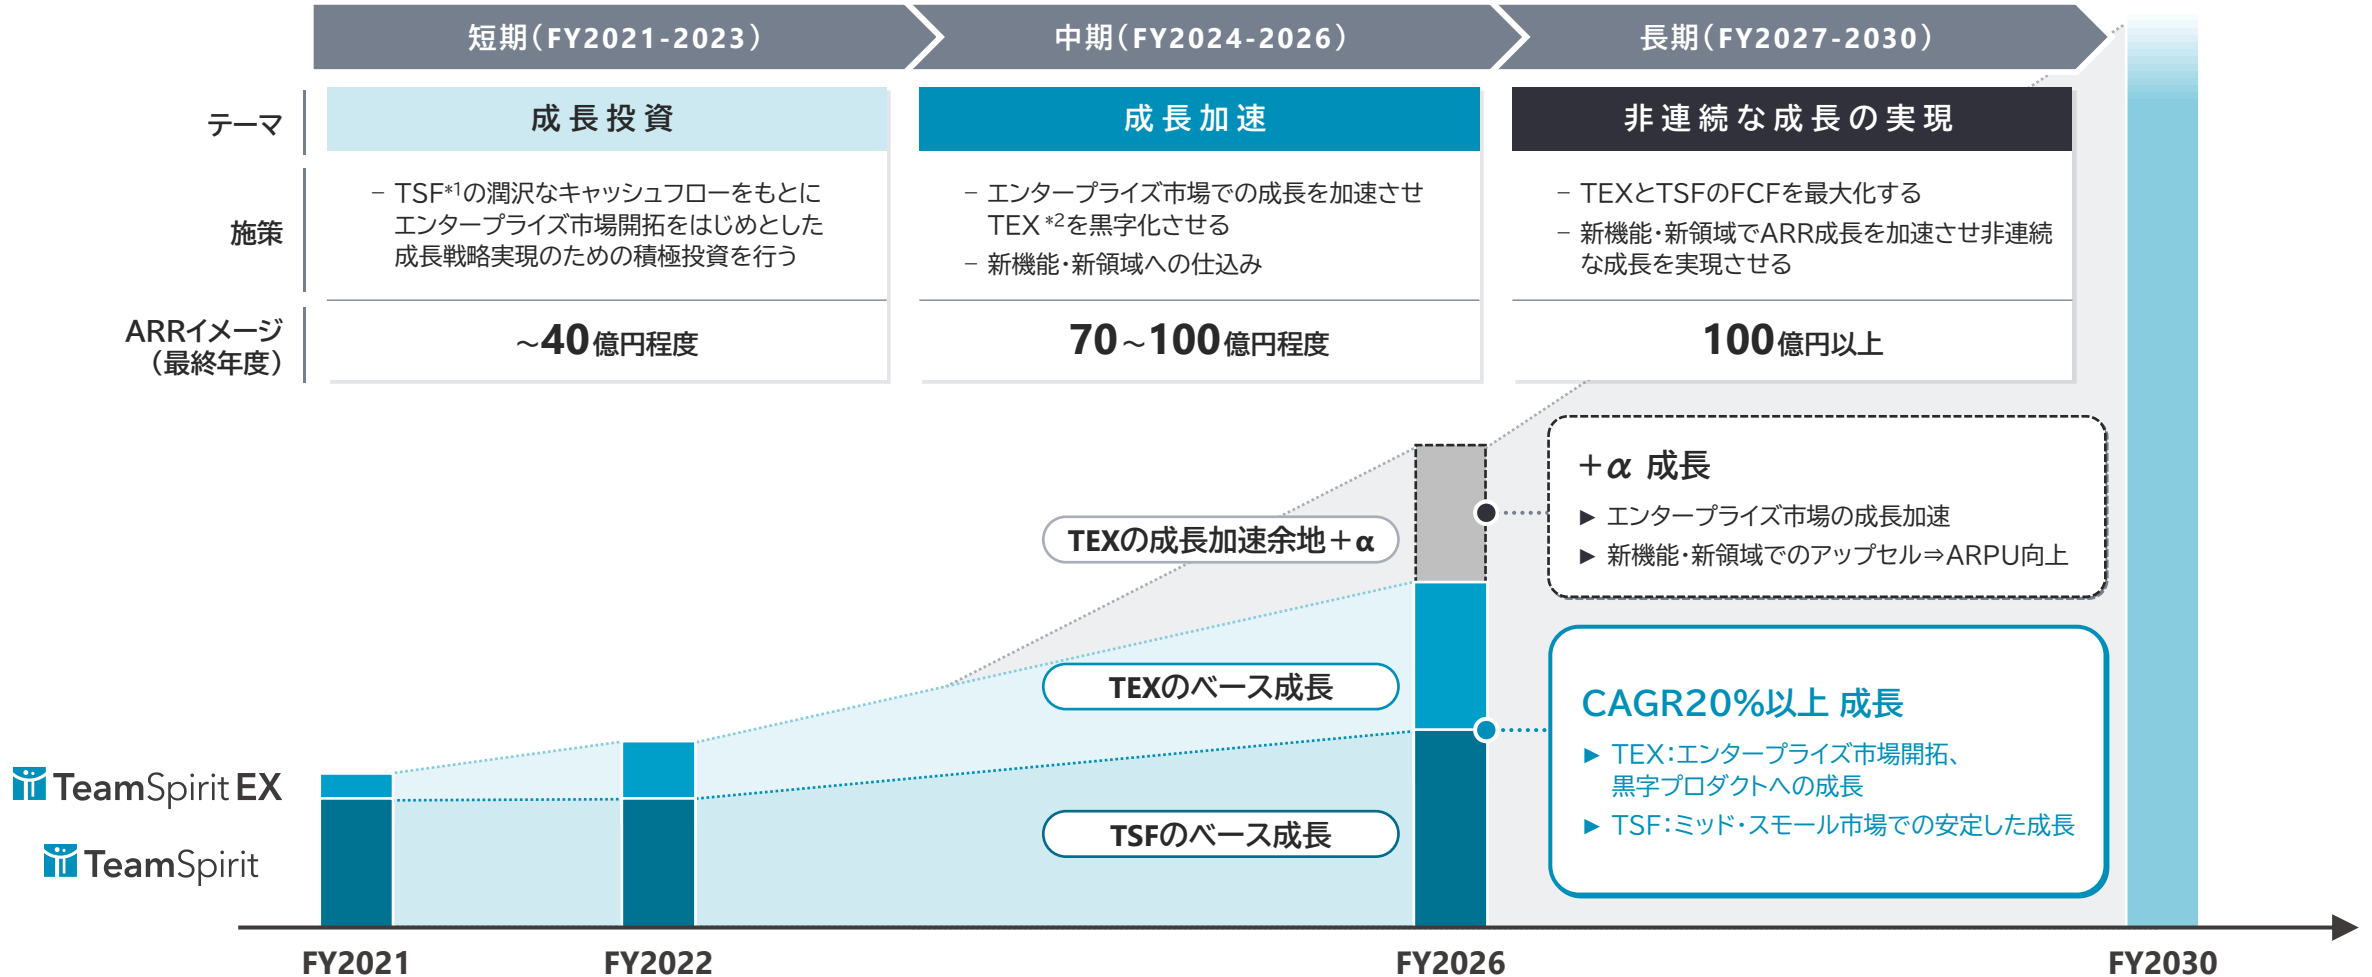 短期(FY2021-2023)
中期(FY2024-2026)
長期(FY2027-2030)
テーマ
成長投資
成長加速
非連続な成長の実現
施策
– TSF*1の潤沢なキャッシュフローをもとに
エンタープライズ市場開拓をはじめとした
成長戦略実現のための積極投資を行う
– エンタープライズ市場での成長を加速させ
TEX *2を黒字化させる
– 新機能・新領域への仕込み
– TEXとTSFのFCFを最大化する
– 新機能・新領域でARR成長を加速させ非連続
な成長を実現させる
ARRイメージ
(最終年度)
~40億円程度
70~100億円程度
100億円以上
+α 成長
► エンタープライズ市場の成長加速
► 新機能・新領域でのアップセル⇒ARPU向上
TEXの成長加速余地+α
TEXのベース成長
TSFのベース成長
CAGR20%以上 成長
► TEX:エンタープライズ市場開拓、
黒字プロダクトへの成長
► TSF:ミッド・スモール市場での安定した成長
TeamSpirit EX
TeamSpirit
FY2021
FY2022
FY2026
FY2030